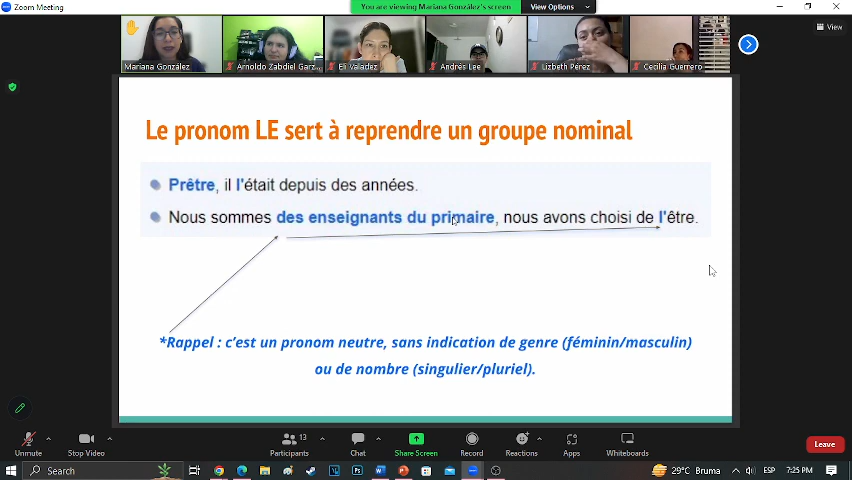 Zoom Meeting
You are viewing Mariana González's screen
View Options
View
Mariana González
Arnoldo Zabdiel Garz...
Eli Valadez
Andrés Lee
Lizbeth Pérez
Cecilia Guerrero
Le pronom LE sert à reprendre un groupe nominal
Prêtre, il l'était depuis des années.
Nous sommes des enseignants du primaire, nous avons choisi de l'être.
*Rappel : c'est un pronom neutre, sans indication de genre (féminin/masculin)
ou de nombre (singulier/pluriel).
13
Unmute
Stop Video
Participants
Chat
Share Screen
Record
Reactions
Apps
Whiteboards
Leave
Search
29°C Bruma
ESP
7:25 PM